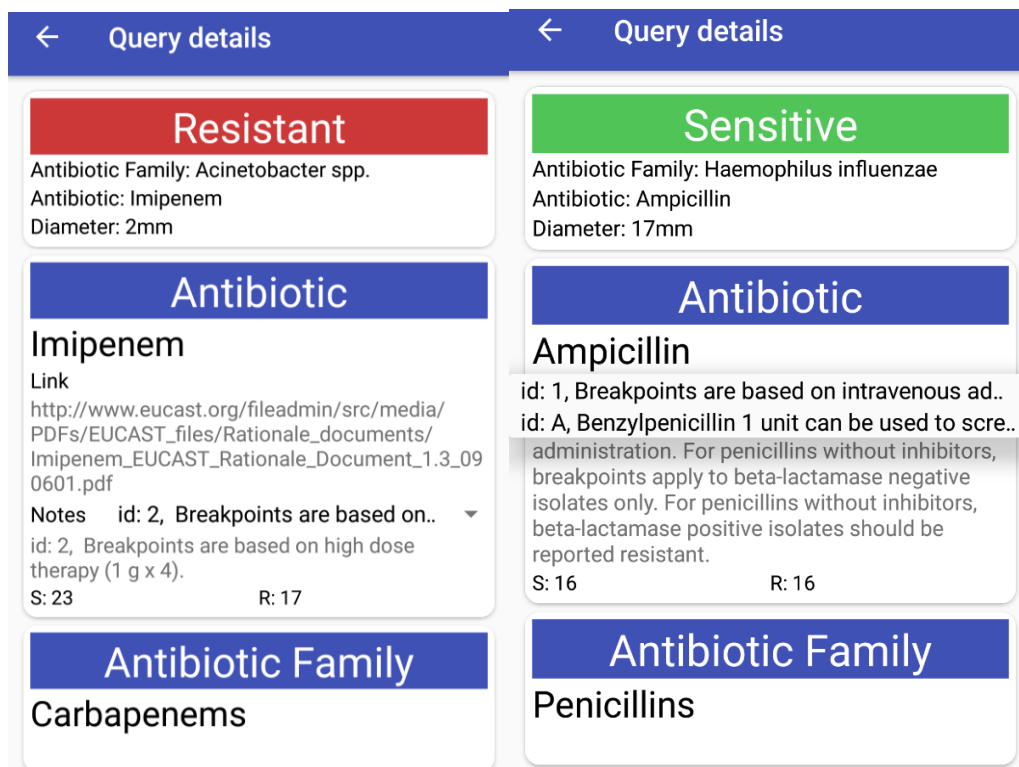 Query details
Resistant
Antibiotic Family: Acinetobacter spp.
Antibiotic: Imipenem
Diameter: 2mm
Antibiotic
Imipenem
Link
http://www.eucast.org/fileadmin/src/media/
PDFs/EUCAST_files/Rationale_documents/
Imipenem_EUCAST_Rationale_Document_1.3_09
0601.pdf
Notes id: 2, Breakpoints are based on..
id: 2, Breakpoints are based on high dose
therapy (1 g x 4).
S: 23 R: 17
Antibiotic Family
Carbapenems
Query details
Sensitive
Antibiotic Family: Haemophilus influenzae
Antibiotic: Ampicillin
Diameter: 17mm
Antibiotic
Ampicillin
id: 1, Breakpoints are based on intravenous ad..
id: A, Benzylpenicillin 1 unit can be used to scre..
administration. For penicillins without inhibitors,
breakpoints apply to beta-lactamase negative
isolates only. For penicillins without inhibitors,
beta-lactamase positive isolates should be
reported resistant.
S: 16 R: 16
Antibiotic Family
Penicillins